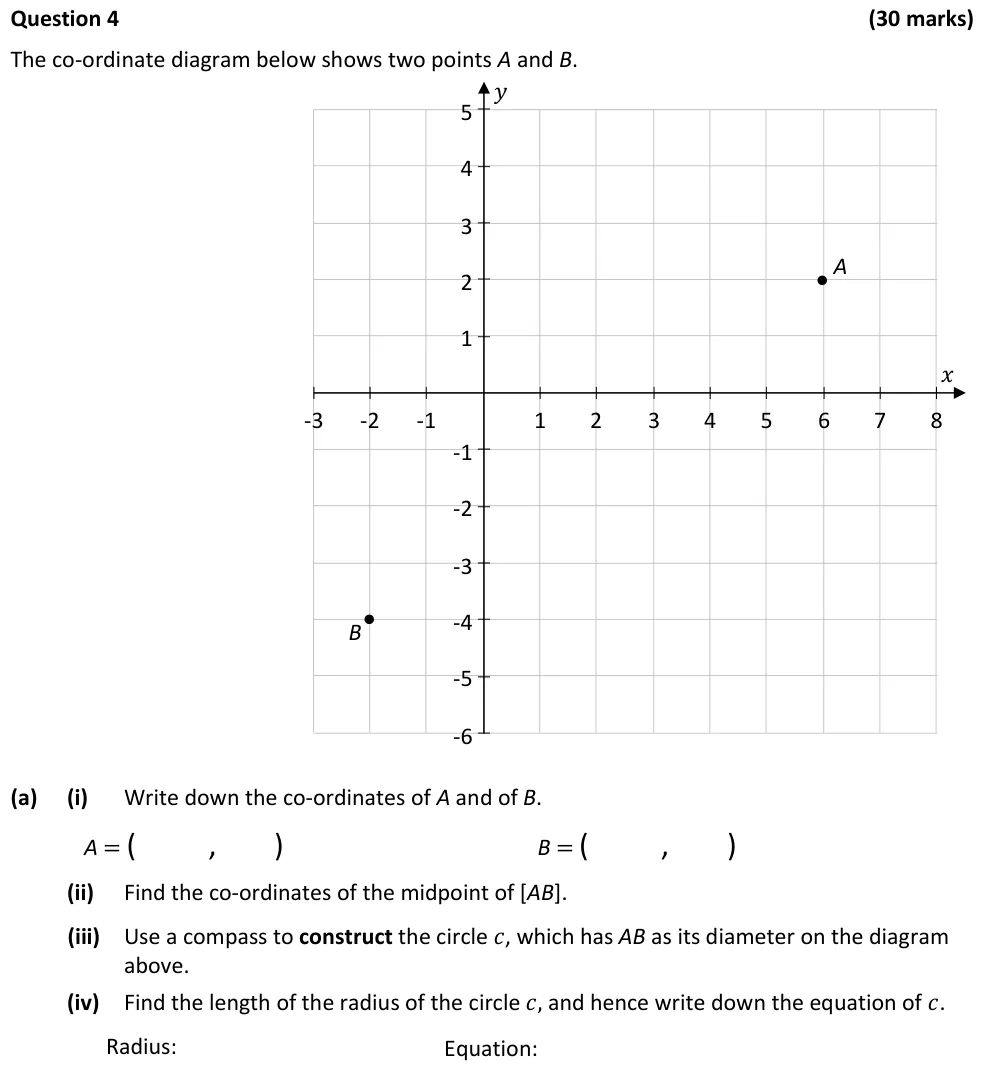 Question 4 (30 marks)
The co-ordinate diagram below shows two points A and B.
y
5
4
3
A
2
1
x
-3 -2 -1 1 2 3 4 5 6 7 8
-1
-2
-3
-4
B
-5
-6
(a) (i) Write down the co-ordinates of A and of B.
A = ( , ) B = ( , )
(ii) Find the co-ordinates of the midpoint of [AB].
(iii) Use a compass to construct the circle c, which has AB as its diameter on the diagram
above.
(iv) Find the length of the radius of the circle c, and hence write down the equation of c.
Radius: Equation: